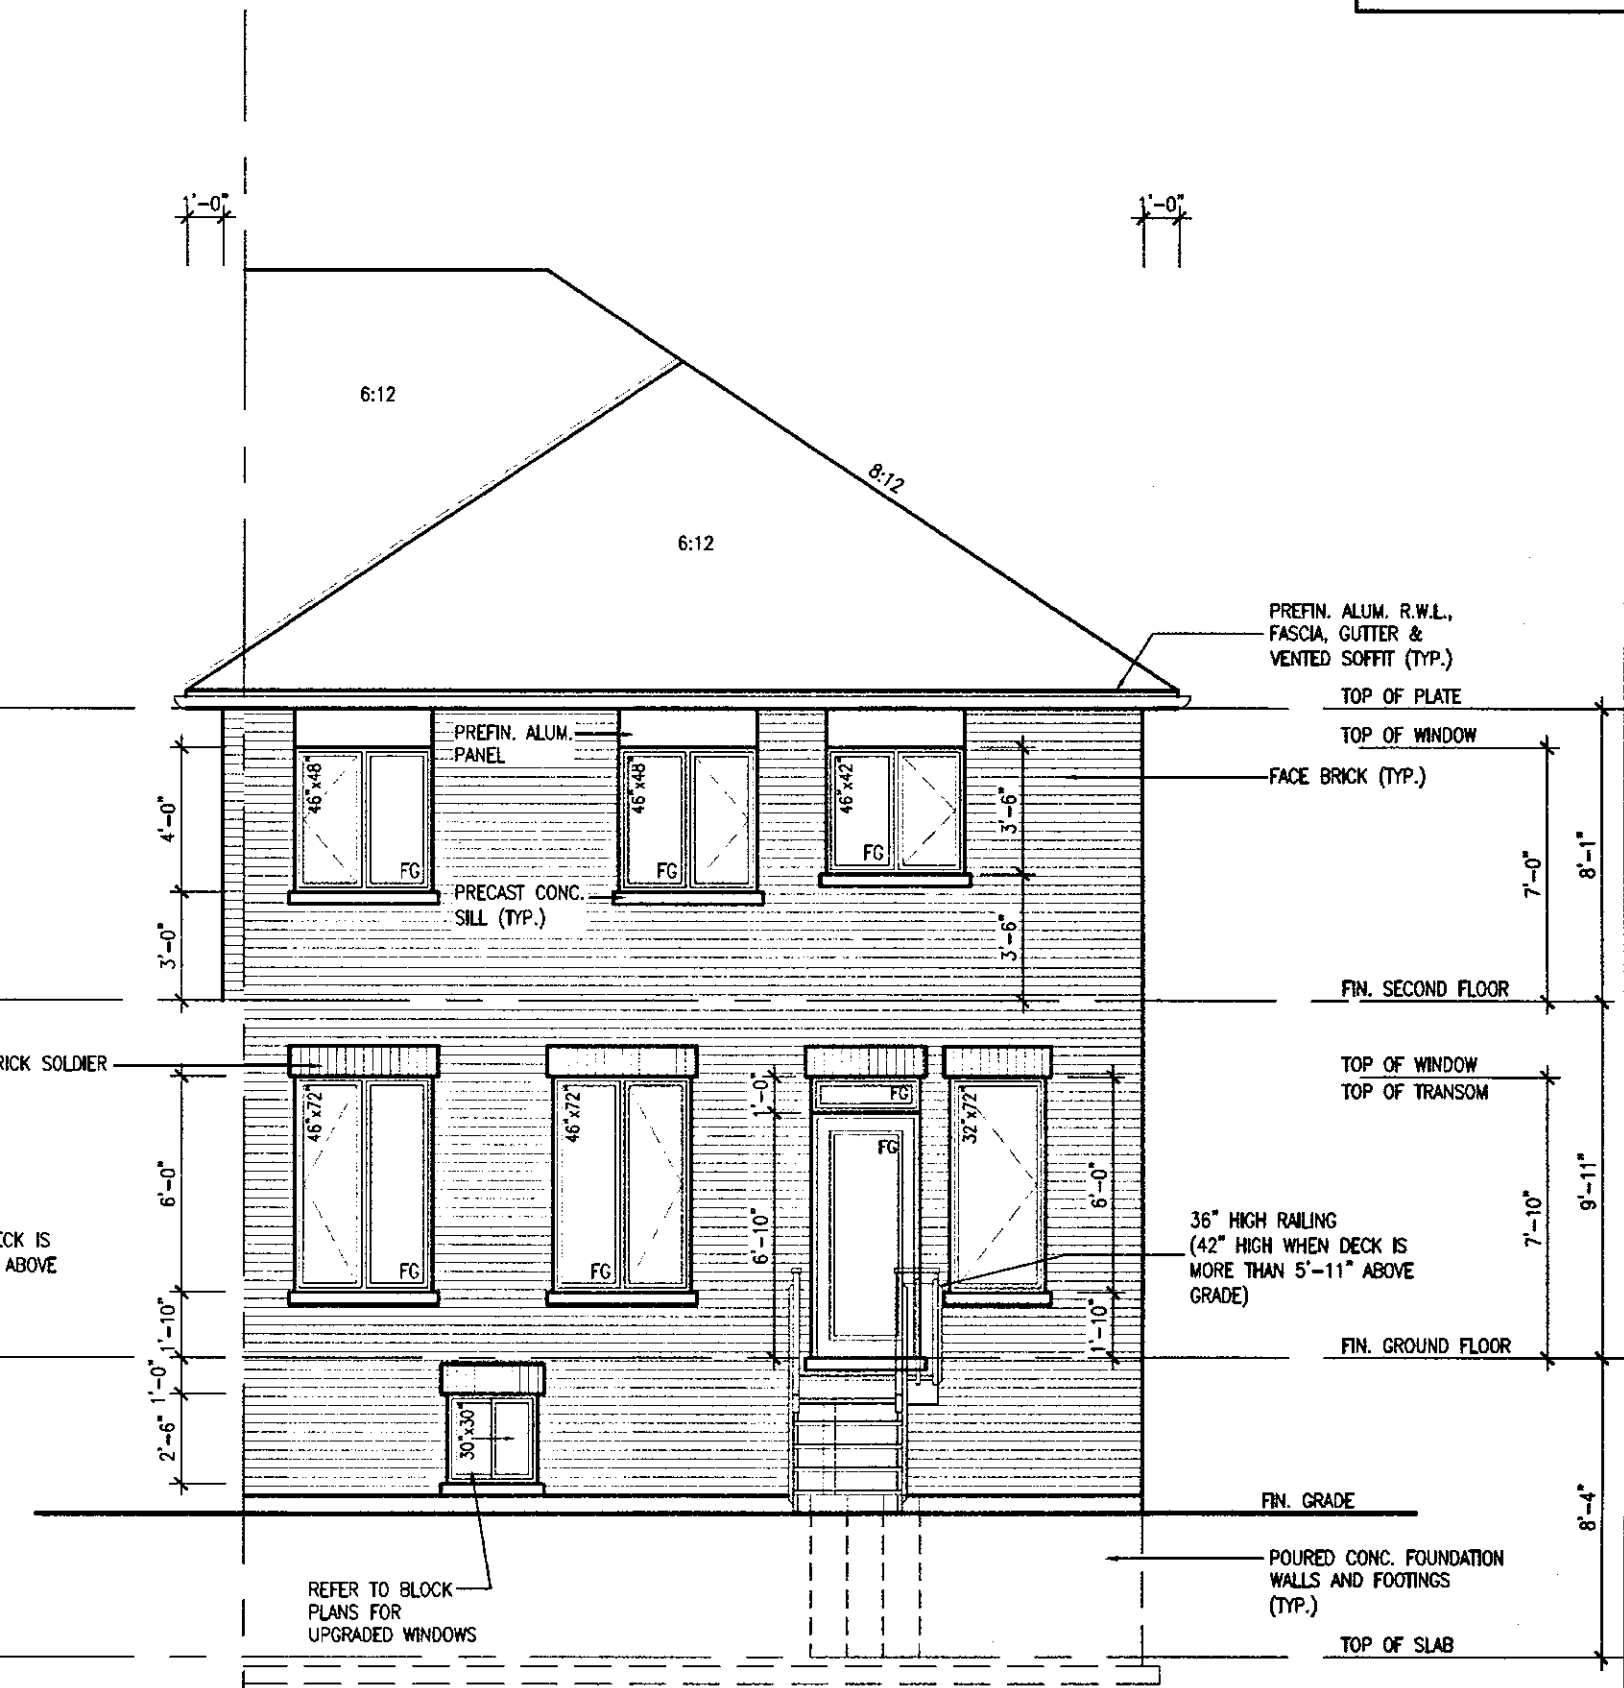 1'-0"
1'-0"
6:12
8:12
6:12
PREFIN. ALUM. R.W.L.,
FASCIA, GUTTER &
VENTED SOFFIT (TYP.)
TOP OF PLATE
TOP OF WINDOW
FACE BRICK (TYP.)
PREFIN. ALUM.
PANEL
46"x48"
46"x48"
46"x42"
FG
FG
FG
4'-0"
3'-6"
7'-0"
8'-1"
PRECAST CONC.
SILL (TYP.)
3'-0"
3'-6"
FIN. SECOND FLOOR
RICK SOLDIER
TOP OF WINDOW
TOP OF TRANSOM
46"x72"
46"x72"
1'-0"
FG
32"x72"
FG
6'-0"
6'-10"
6'-0"
7'-10"
9'-11"
ECK IS
ABOVE
36" HIGH RAILING
(42" HIGH WHEN DECK IS
MORE THAN 5'-11" ABOVE
GRADE)
FG
FG
1'-10"
1'-10"
FIN. GROUND FLOOR
1'-0"
2'-6"
30"x30"
FIN. GRADE
8'-4"
POURED CONC. FOUNDATION
WALLS AND FOOTINGS
(TYP.)
REFER TO BLOCK
PLANS FOR
UPGRADED WINDOWS
TOP OF SLAB